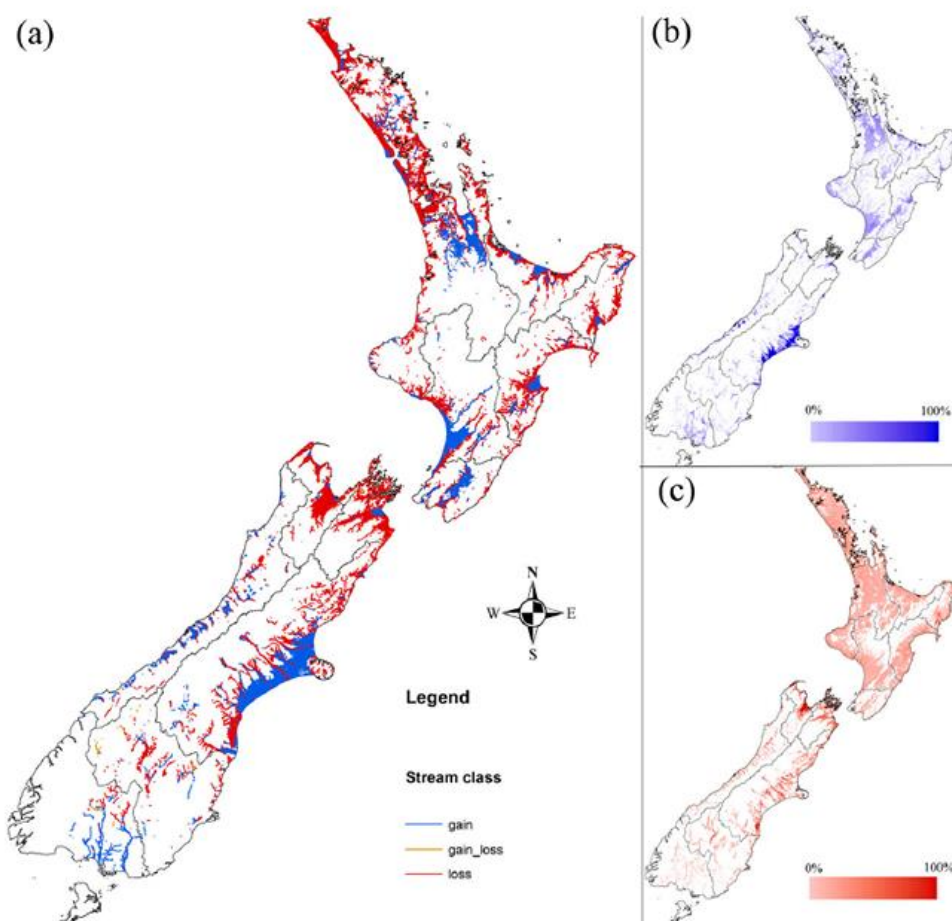 (a)
(b)
0%
100%
(c)
N
W
E
S
Legend
Stream class
gain
gain_loss
loss
0%
100%